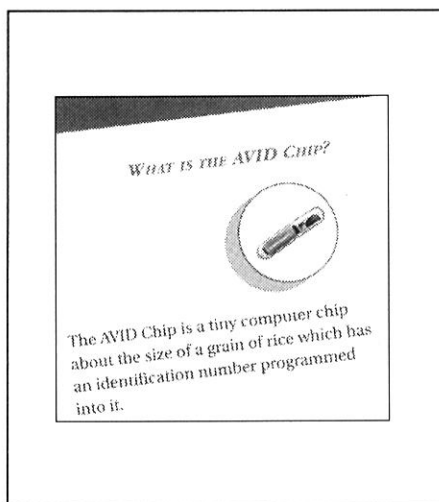 WHAT IS THE AVID CHIP?
The AVID Chip is a tiny computer chip
about the size of a grain of rice which has
an identification number programmed
into it.